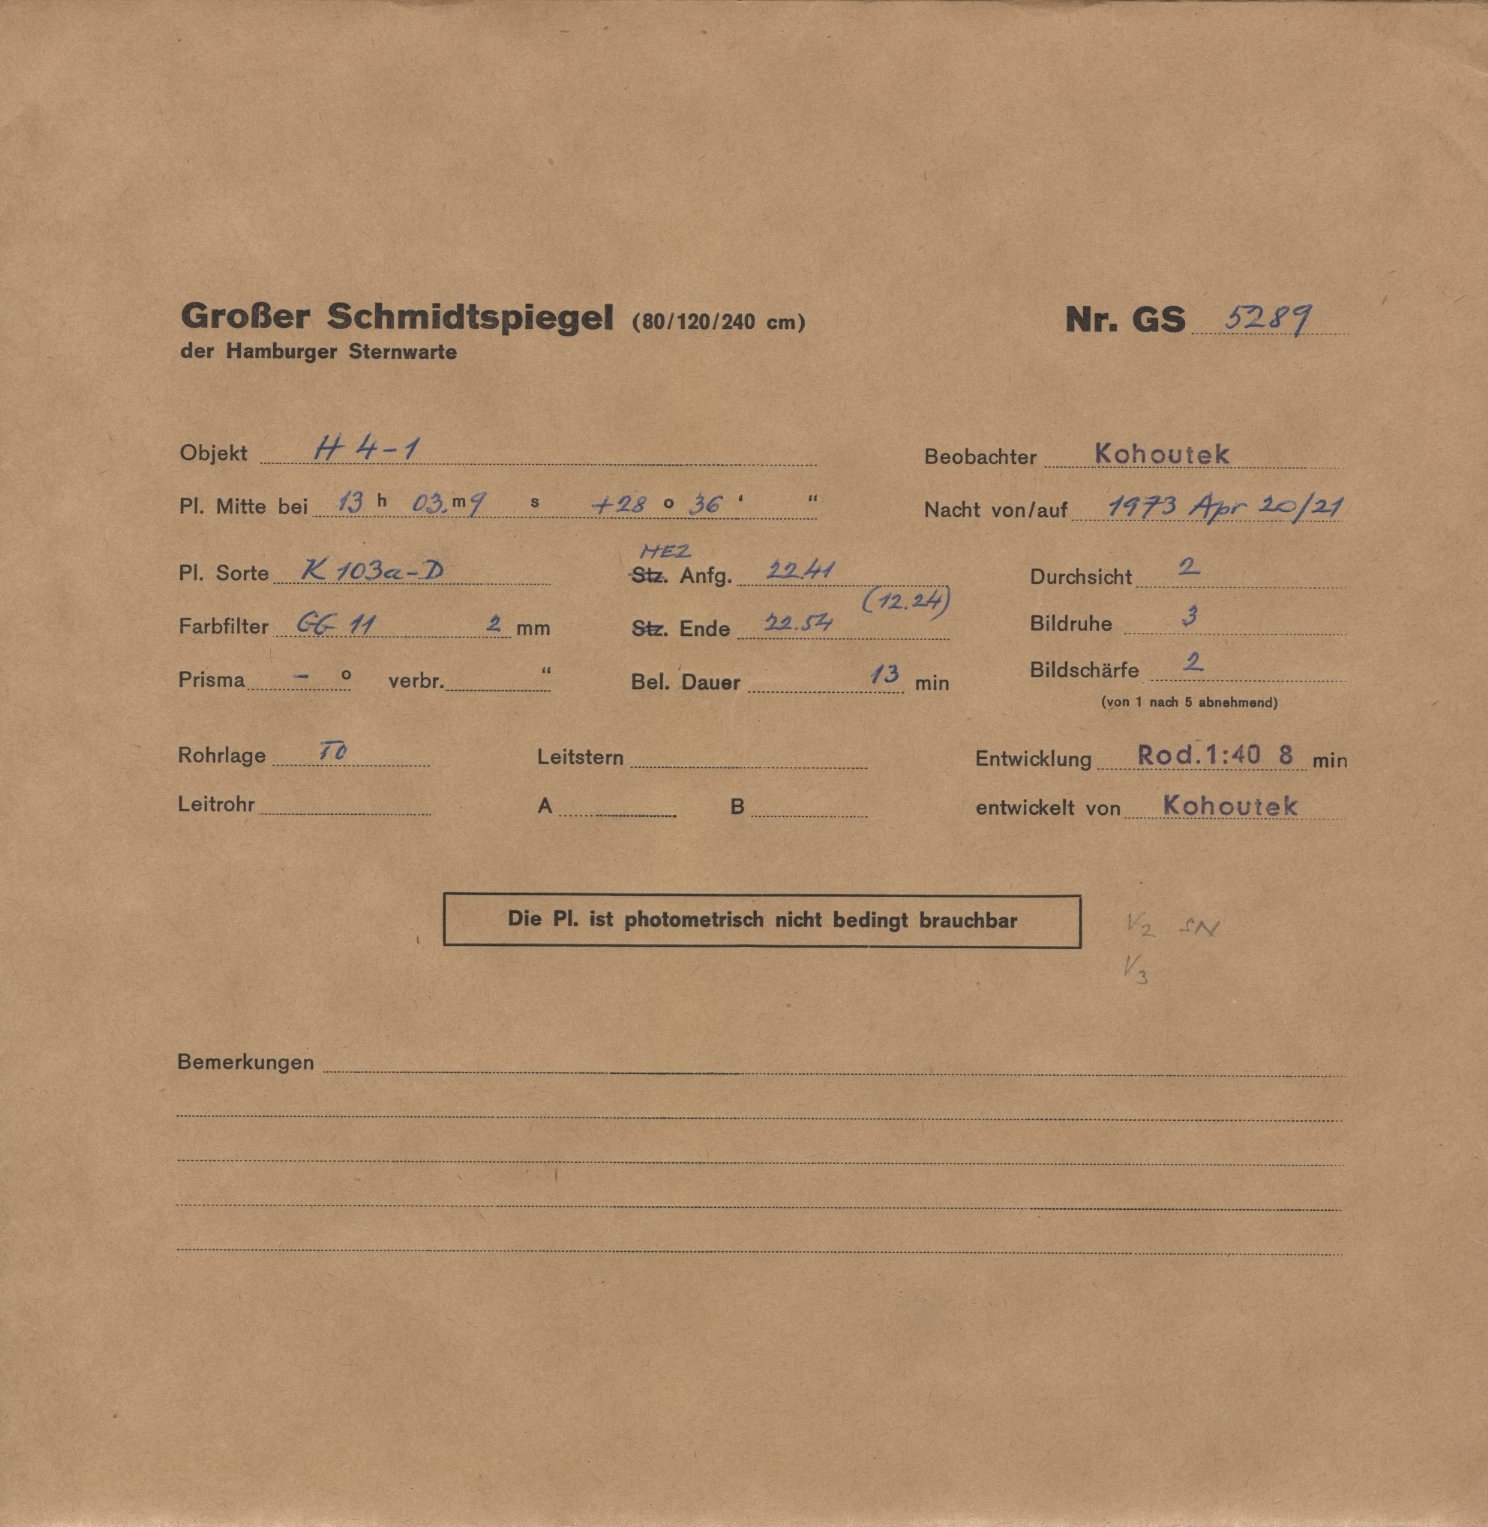 Großer Schmidtspiegel (80/120/240 cm) Nr. GS 5289
der Hamburger Sternwarte
Objekt H 4-1 Beobachter Kohoutek
Pl. Mitte bei 13 h 03. m 9 s +28 o 36 ‘ “ Nacht von/auf 1973 Apr 20/21
MEZ
Pl. Sorte K 103a-D Stz. Anfg. 22.41 Durchsicht 2
(12.24)
Farbfilter GG 11 2 mm Stz. Ende 22.54 Bildruhe 3
Prisma – o verbr. “ Bel. Dauer 13 min Bildschärfe 2
(von 1 nach 5 abnehmend)
Rohrlage TO Leitstern Entwicklung Rod.1:40 8 min
Leitrohr A B entwickelt von Kohoutek
Die Pl. ist photometrisch nicht bedingt brauchbar
V2 SN
V3
Bemerkungen